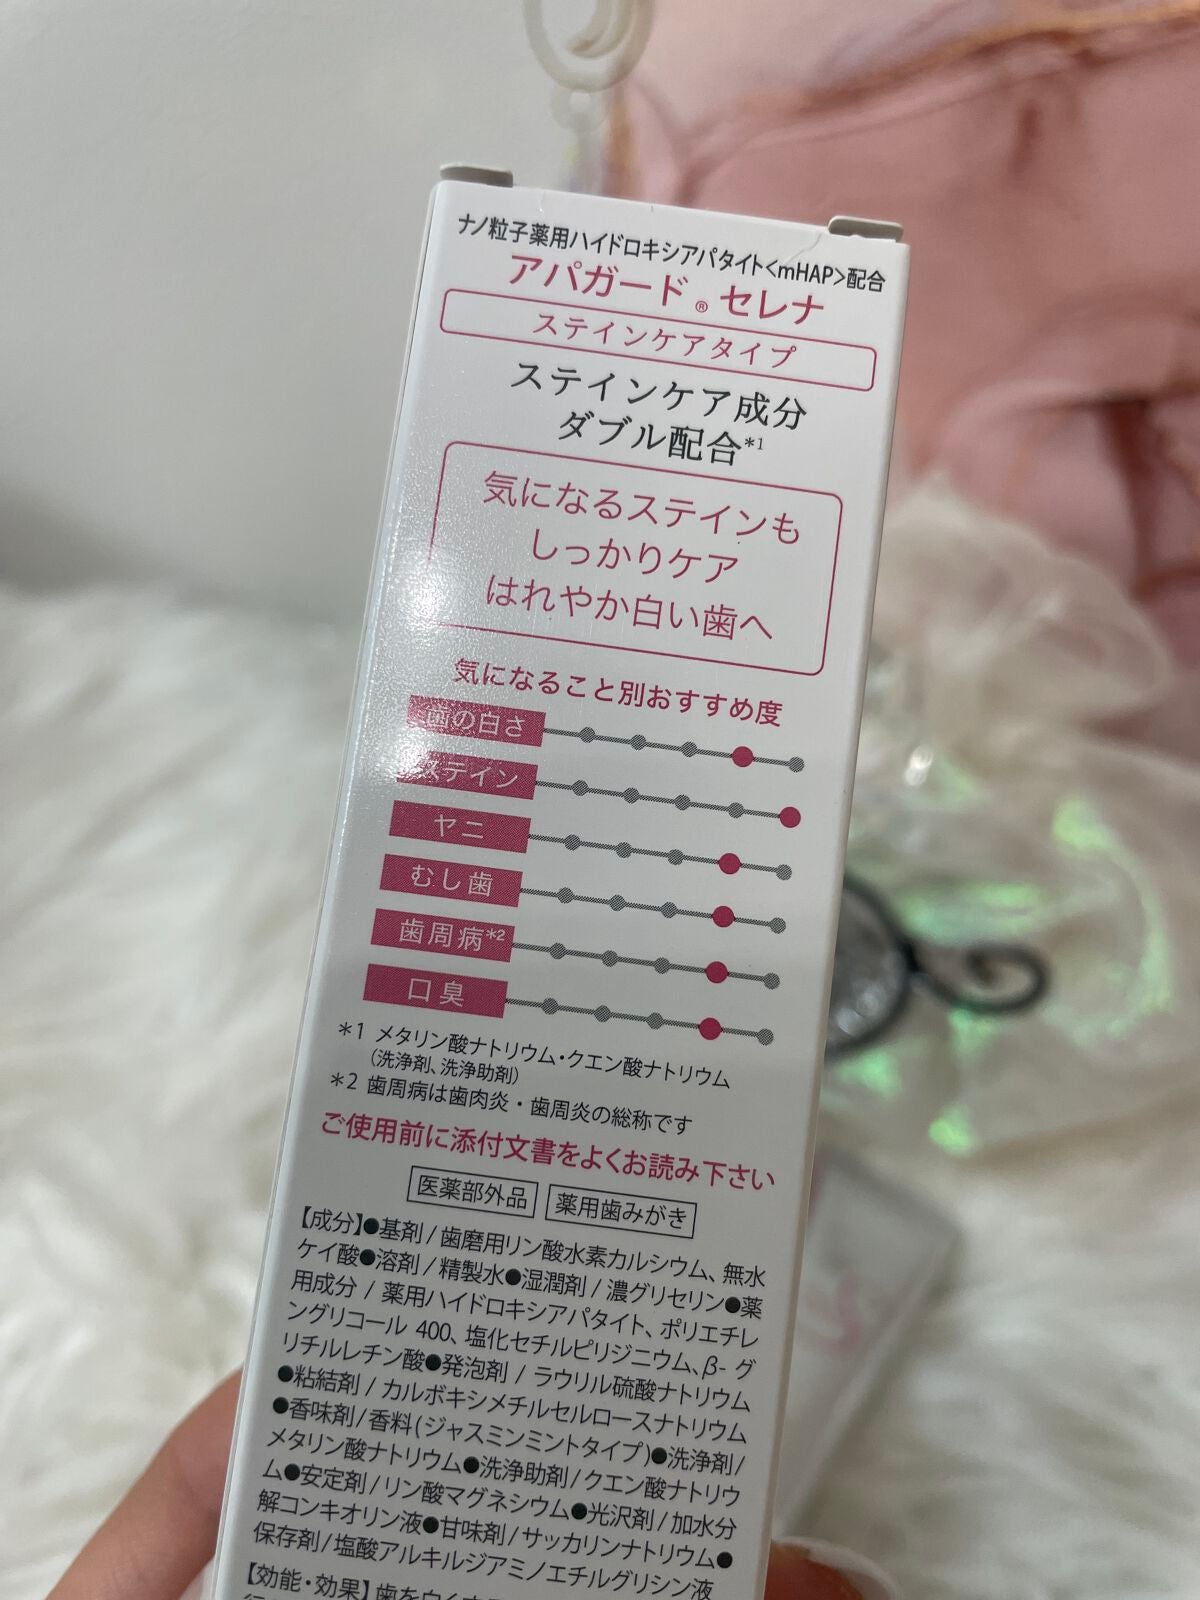 ナノ粒子薬用ハイドロキシアパタイト<mHAP>配合
アパガード®セレナ
ステインケアタイプ
ステインケア成分
ダブル配合*1
気になるステインも
しっかりケア
はれやか白い歯へ
気になること別おすすめ度
歯の白さ
ステイン
ヤニ
むし歯
歯周病*2
口臭
*1 メタリン酸ナトリウム・クエン酸ナトリウム
(洗浄剤、洗浄助剤)
*2 歯周病は歯肉炎・歯周炎の総称です
ご使用前に添付文書をよくお読み下さい
医薬部外品 薬用歯みがき
【成分】●基剤/歯磨用リン酸水素カルシウム、無水
ケイ酸●溶剤/精製水●湿潤剤/濃グリセリン●薬
用成分/薬用ハイドロキシアパタイト、ポリエチレ
ングリコール 400、塩化セチルピリジニウム、β-グ
リチルレチン酸●発泡剤/ラウリル硫酸ナトリウム
●粘結剤/カルボキシメチルセルロースナトリウム
●香味剤/香料(ジャスミンミントタイプ)●洗浄剤/
メタリン酸ナトリウム●洗浄助剤/クエン酸ナトリウ
ム●安定剤/リン酸マグネシウム●光沢剤/加水分
解コンキオリン液●甘味剤/サッカリンナトリウム●
保存剤/塩酸アルキルジアミノエチルグリシン液
【効能・効果】歯を白くする